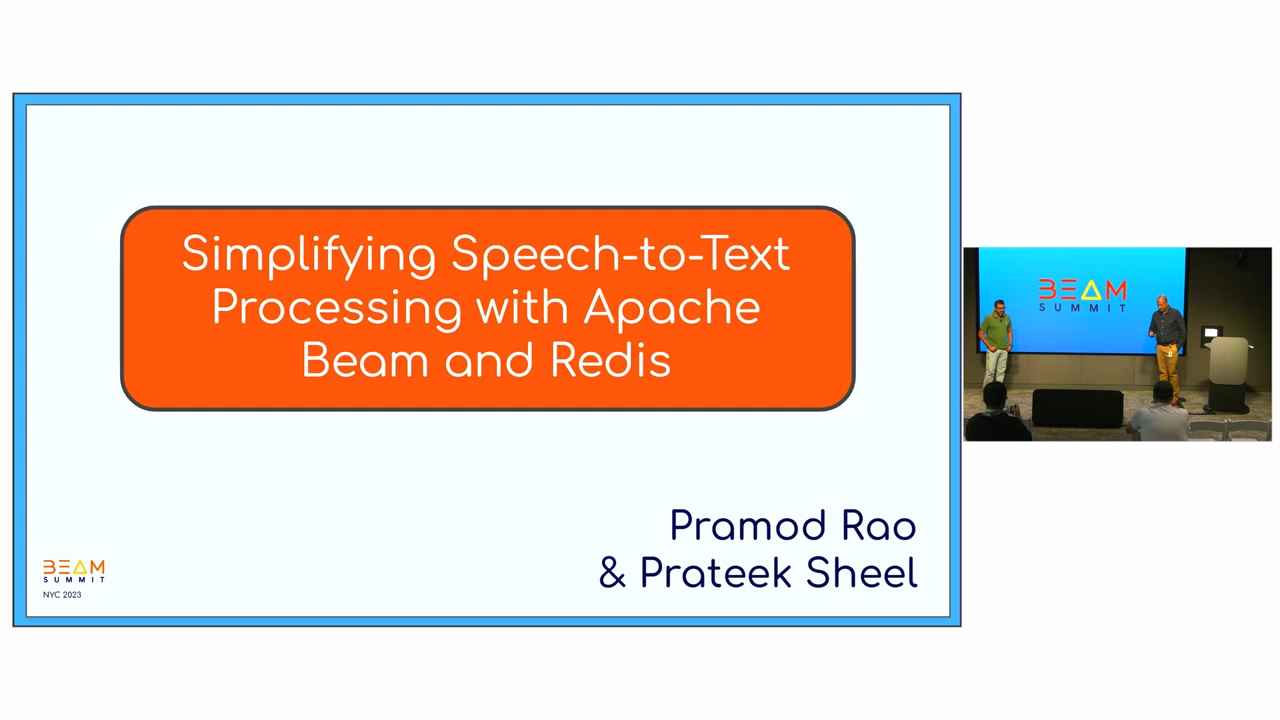 Simplifying Speech-to-Text
Processing with Apache
Beam and Redis
Pramod Rao
& Prateek Sheel
BEAM
SUMMIT
NYC 2023
BEAM
SUMMIT